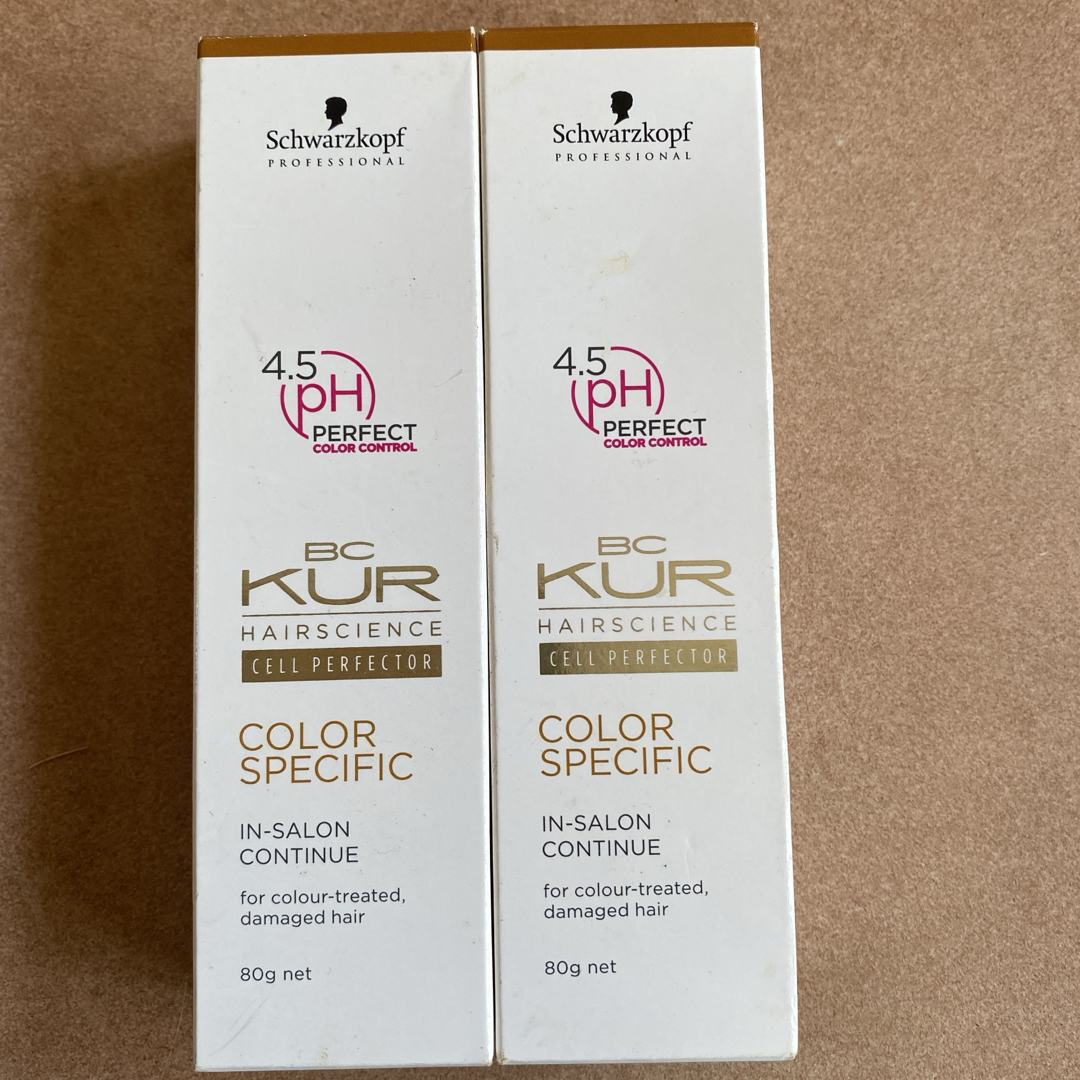 Schwarzkopf
PROFESSIONAL
4.5
pH
PERFECT
COLOR CONTROL
BC
KUR
HAIRSCIENCE
CELL PERFECTOR
COLOR
SPECIFIC
IN-SALON
CONTINUE
for colour-treated,
damaged hair
80g net
Schwarzkopf
PROFESSIONAL
4.5
pH
PERFECT
COLOR CONTROL
BC
KUR
HAIRSCIENCE
CELL PERFECTOR
COLOR
SPECIFIC
IN-SALON
CONTINUE
for colour-treated,
damaged hair
80g net